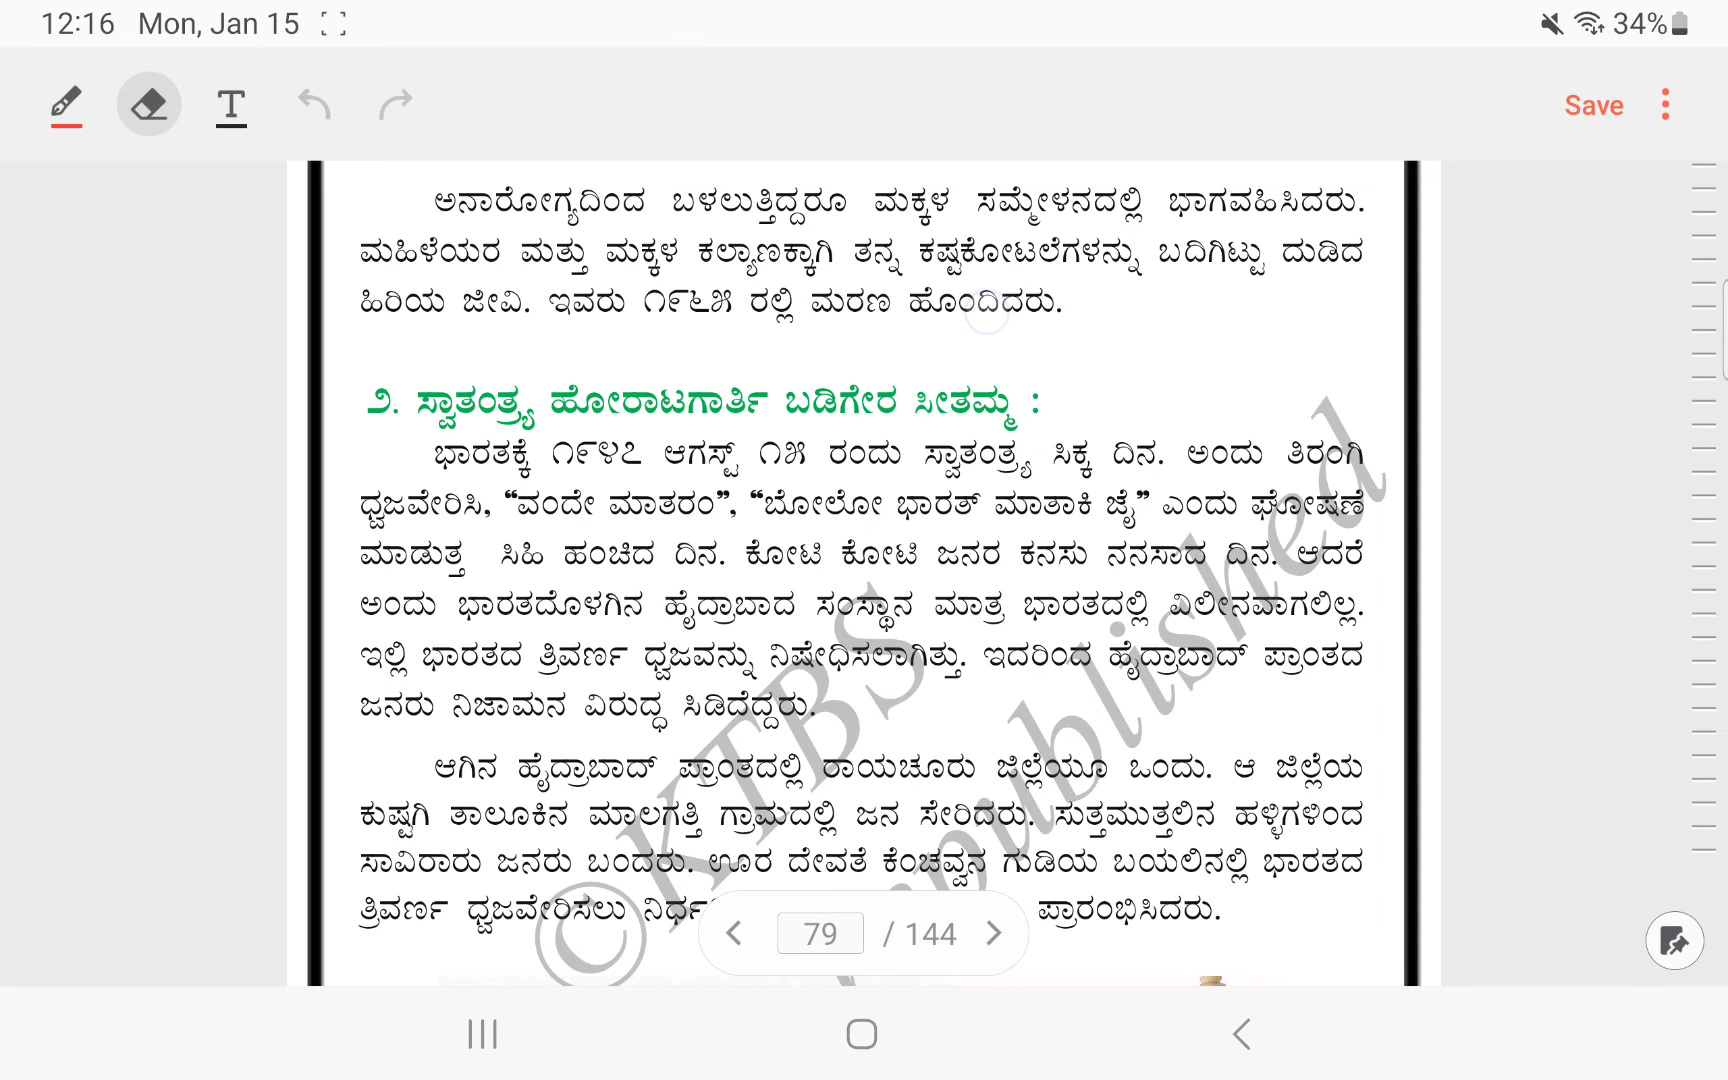 12:16 Mon, Jan 15 34%
Save
ಅನಾರೋಗ್ಯದಿಂದ ಬಳಲುತ್ತಿದ್ದರೂ ಮಕ್ಕಳ ಸಮ್ಮೇಳನದಲ್ಲಿ ಭಾಗವಹಿಸಿದರು.
ಮಹಿಳೆಯರ ಮತ್ತು ಮಕ್ಕಳ ಕಲ್ಯಾಣಕ್ಕಾಗಿ ತನ್ನ ಕಷ್ಟಕೋಟಲೆಗಳನ್ನು ಬದಿಗಿಟ್ಟು ದುಡಿದ
ಹಿರಿಯ ಜೀವಿ. ಇವರು ೧೯೬೫ ರಲ್ಲಿ ಮರಣ ಹೊಂದಿದರು.
೨. ಸ್ವಾತಂತ್ರ್ಯ ಹೋರಾಟಗಾರ್ತಿ ಬಡಿಗೇರ ಸೀತಮ್ಮ :
ಭಾರತಕ್ಕೆ ೧೯೪೭ ಆಗಸ್ಟ್ ೧೫ ರಂದು ಸ್ವಾತಂತ್ರ್ಯ ಸಿಕ್ಕ ದಿನ. ಅಂದು ತಿರಂಗಿ
ಧ್ವಜವೇರಿಸಿ, “ವಂದೇ ಮಾತರಂ”, “ಬೋಲೋ ಭಾರತ್ ಮಾತಾಕಿ ಜೈ” ಎಂದು ಘೋಷಣೆ
ಮಾಡುತ್ತ ಸಿಹಿ ಹಂಚಿದ ದಿನ. ಕೋಟಿ ಕೋಟಿ ಜನರ ಕನಸು ನನಸಾದ ದಿನ. ಆದರೆ
ಅಂದು ಭಾರತದೊಳಗಿನ ಹೈದ್ರಾಬಾದ ಸಂಸ್ಥಾನ ಮಾತ್ರ ಭಾರತದಲ್ಲಿ ವಿಲೀನವಾಗಲಿಲ್ಲ.
ಇಲ್ಲಿ ಭಾರತದ ತ್ರಿವರ್ಣ ಧ್ವಜವನ್ನು ನಿಷೇಧಿಸಲಾಗಿತ್ತು. ಇದರಿಂದ ಹೈದ್ರಾಬಾದ್ ಪ್ರಾಂತದ
ಜನರು ನಿಜಾಮನ ವಿರುದ್ಧ ಸಿಡಿದೆದ್ದರು.
ಆಗಿನ ಹೈದ್ರಾಬಾದ್ ಪ್ರಾಂತದಲ್ಲಿ ರಾಯಚೂರು ಜಿಲ್ಲೆಯೂ ಒಂದು. ಆ ಜಿಲ್ಲೆಯ
ಕುಷ್ಟಗಿ ತಾಲೂಕಿನ ಮಾಲಗತ್ತಿ ಗ್ರಾಮದಲ್ಲಿ ಜನ ಸೇರಿದರು. ಸುತ್ತಮುತ್ತಲಿನ ಹಳ್ಳಿಗಳಿಂದ
ಸಾವಿರಾರು ಜನರು ಬಂದರು. ಊರ ದೇವತೆ ಕೆಂಚವ್ವನ ಗುಡಿಯ ಬಯಲಿನಲ್ಲಿ ಭಾರತದ
ತ್ರಿವರ್ಣ ಧ್ವಜವೇರಿಸಲು ಪ್ರಾರಂಭಿಸಿದರು.
79 / 144
©KTBS